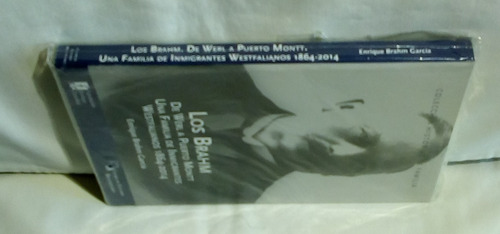 LOS BRAHM. DE WERL A PUERTO MONTT.
UNA FAMILIA DE INMIGRANTES WESTFALIANOS 1864-2014
Enrique Brahm García
LOS BRAHM
DE WERL A PUERTO MONTT
UNA FAMILIA DE INMIGRANTES
WESTFALIANOS 1864-2014
Enrique Brahm García